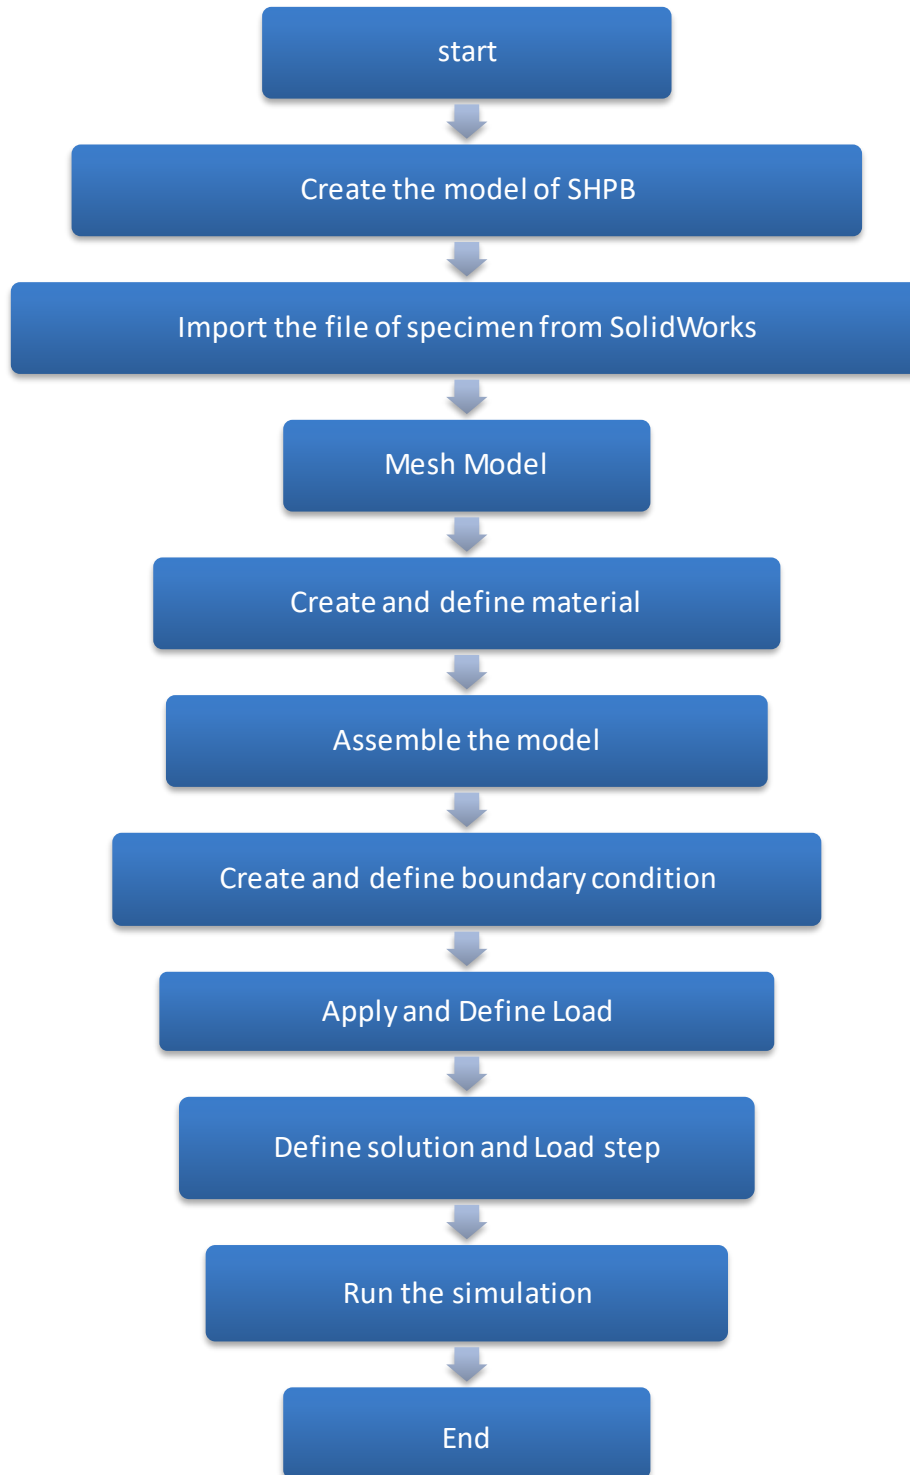 start
Create the model of SHPB
Import the file of specimen from SolidWorks
Mesh Model
Create and define material
Assemble the model
Create and define boundary condition
Apply and Define Load
Define solution and Load step
Run the simulation
End